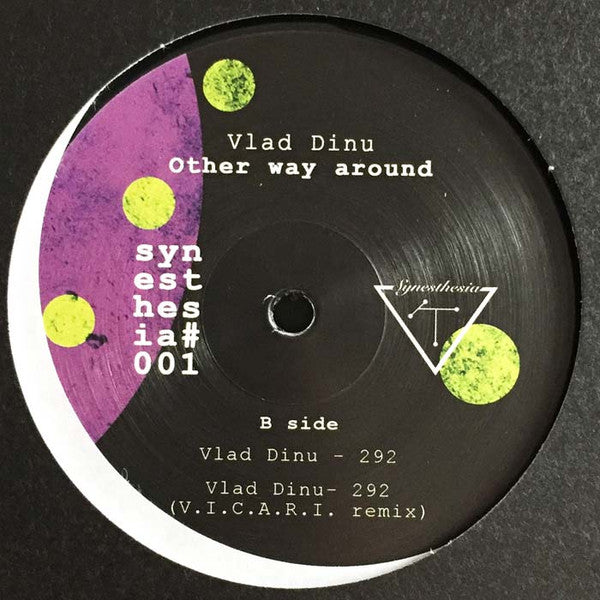 Vlad Dinu
Other way around
syn
est
hes
ia#
001
Synesthesia
B side
Vlad Dinu - 292
Vlad Dinu- 292
(V.I.C.A.R.I. remix)